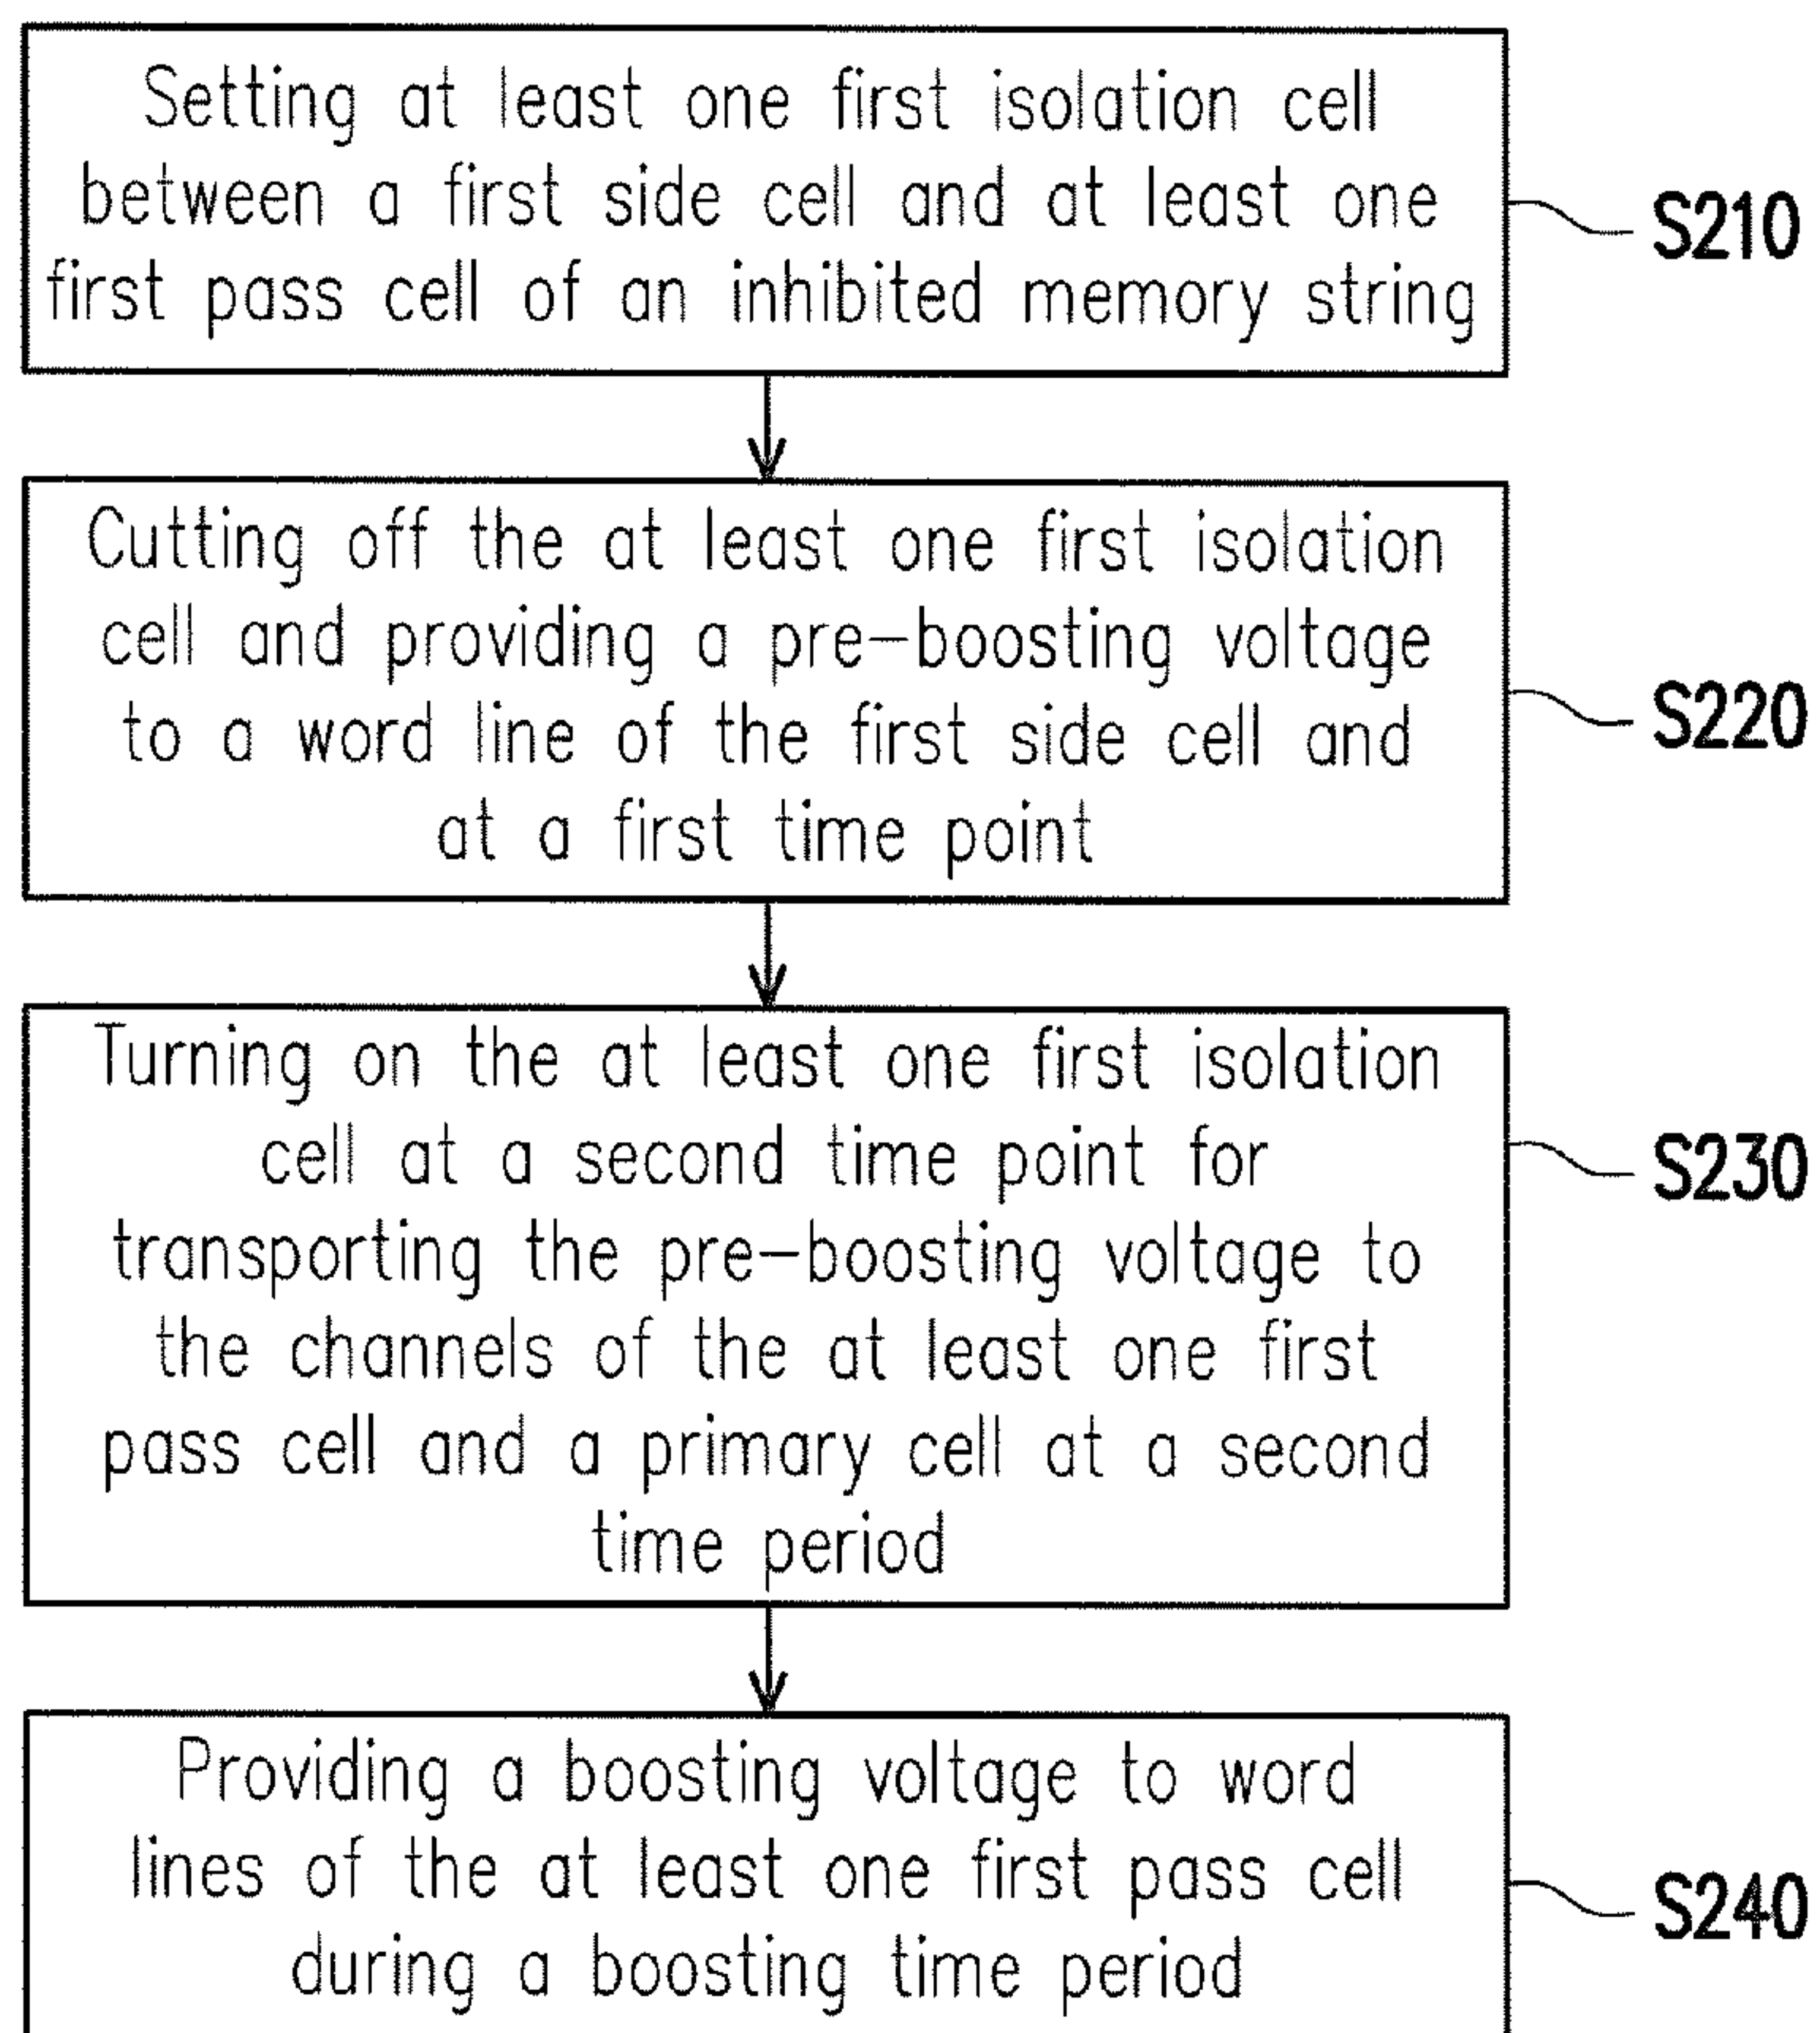 Setting at least one first isolation cell
between a first side cell and at least one
first pass cell of an inhibited memory string
S210
Cutting off the at least one first isolation
cell and providing a pre-boosting voltage
to a word line of the first side cell and
at a first time point
S220
Turning on the at least one first isolation
cell at a second time point for
transporting the pre-boosting voltage to
the channels of the at least one first
pass cell and a primary cell at a second
time period
S230
Providing a boosting voltage to word
lines of the at least one first pass cell
during a boosting time period
S240